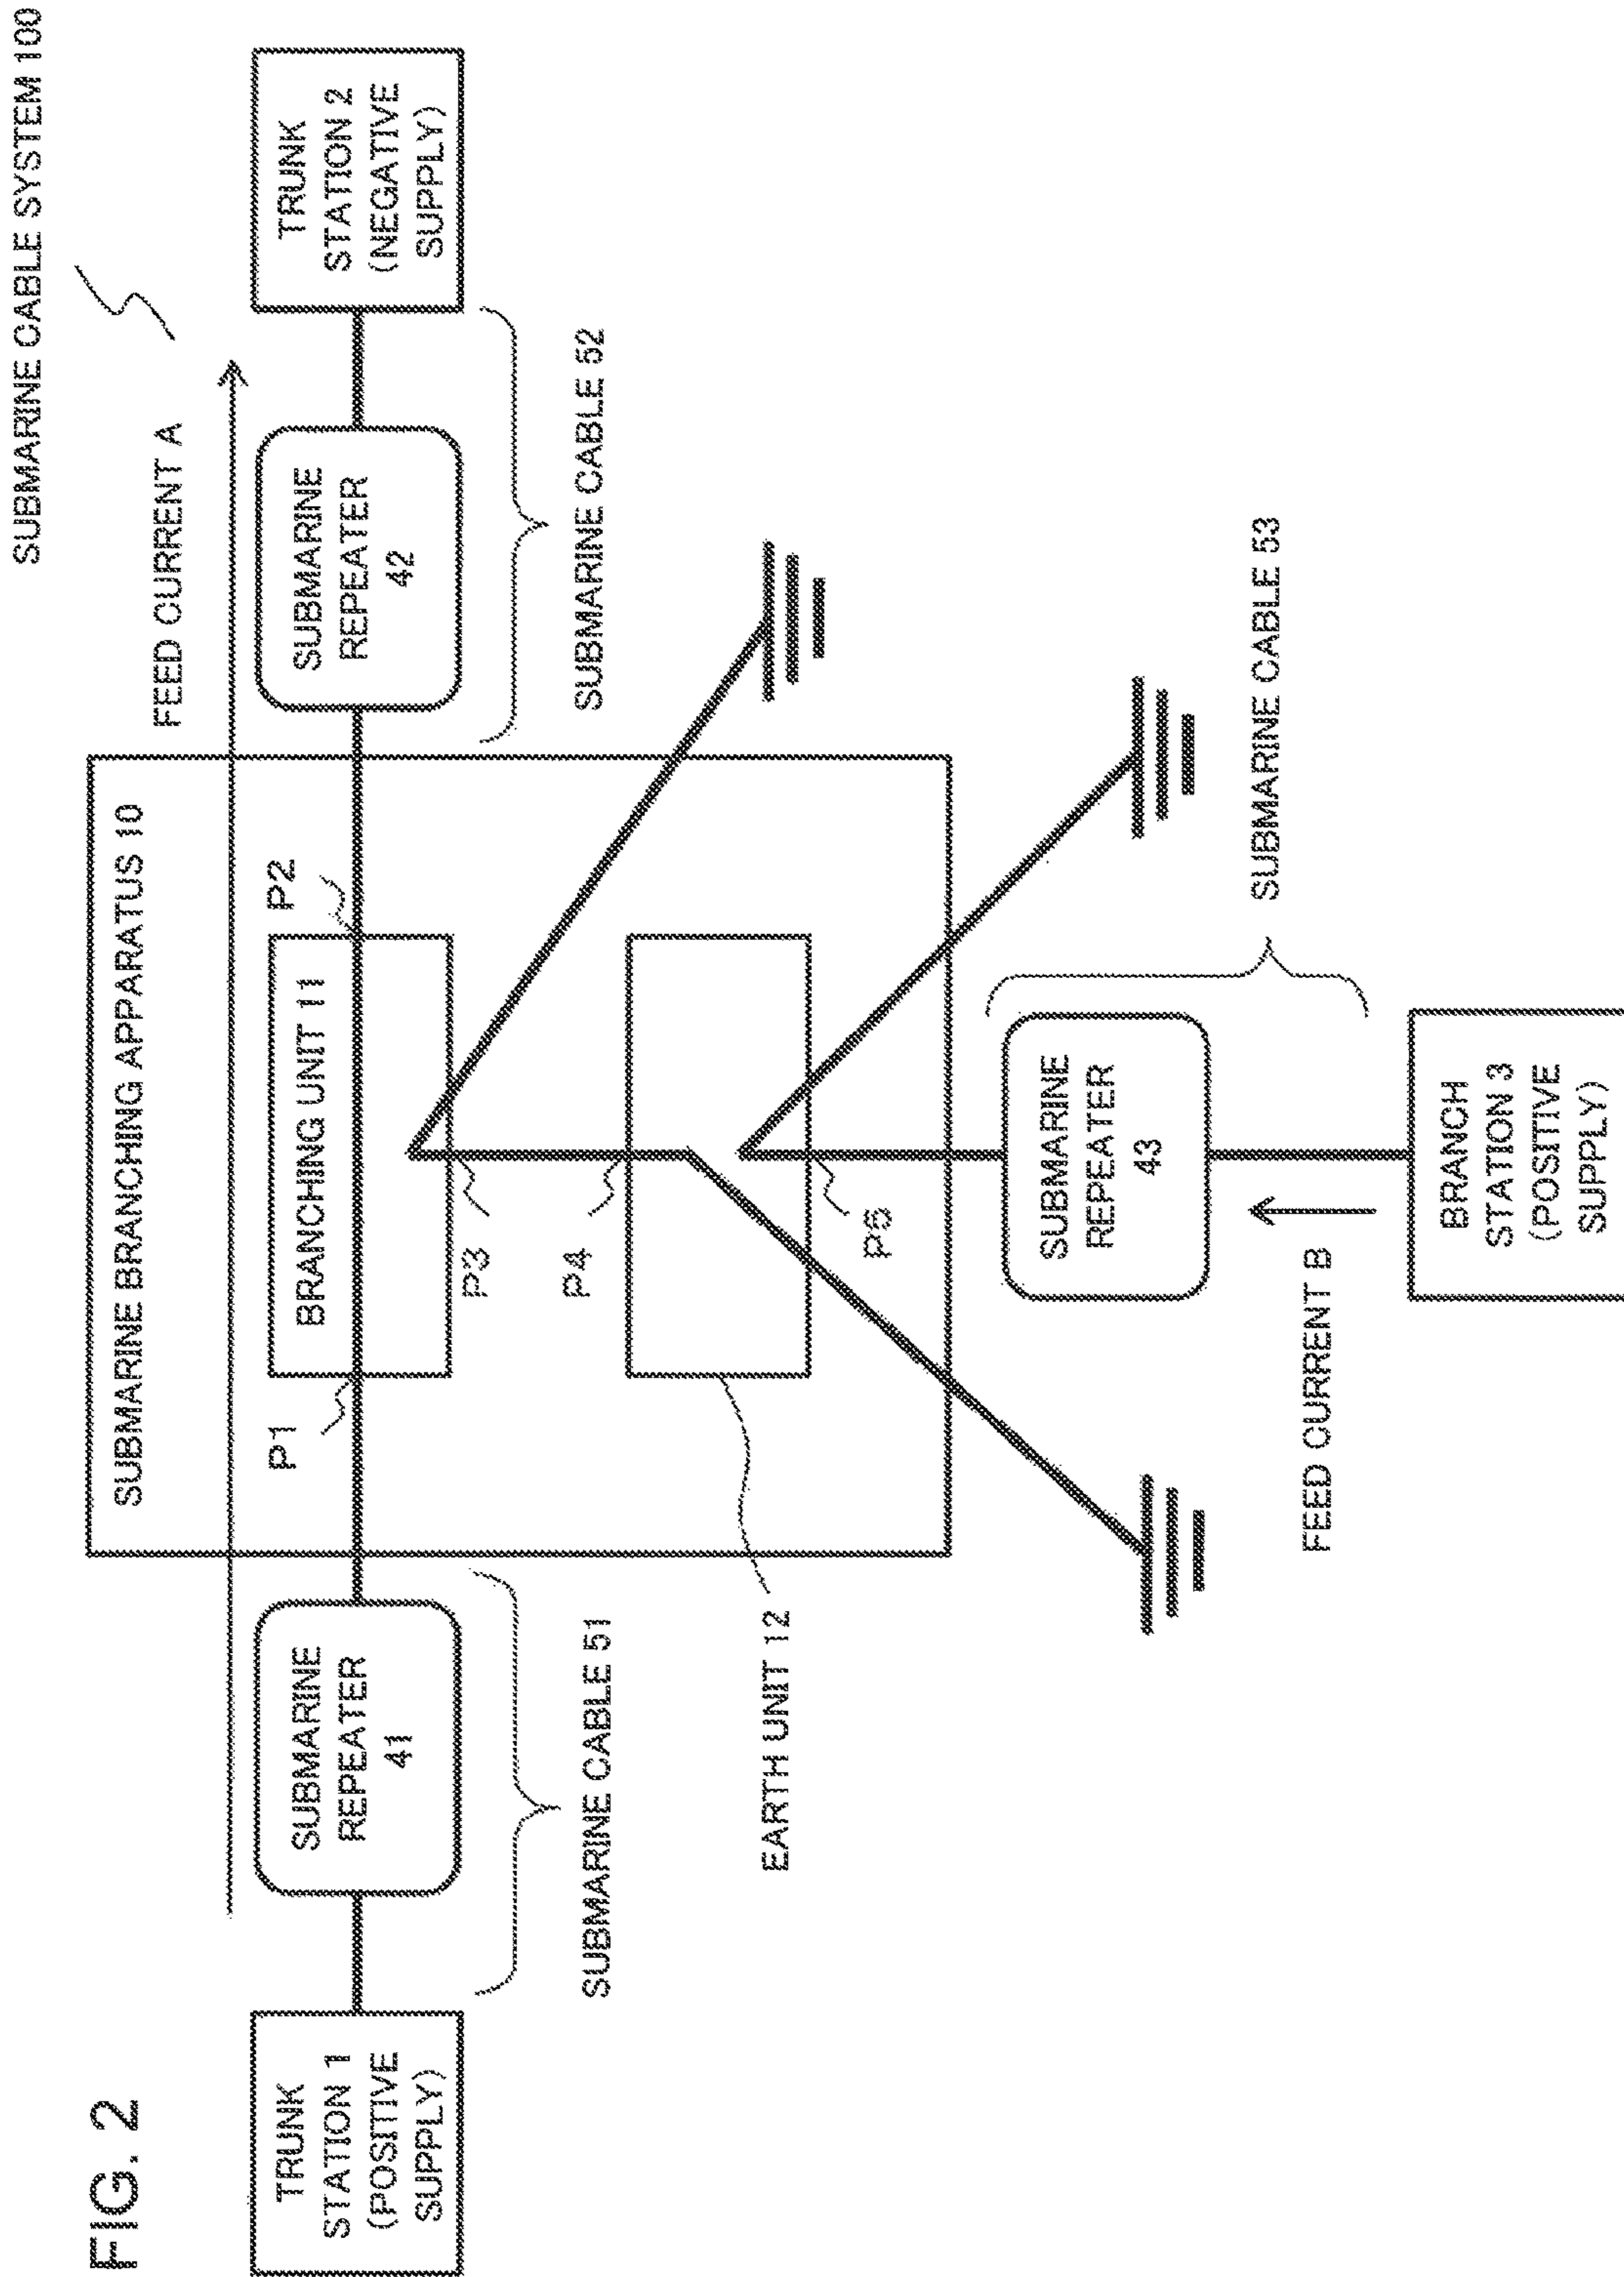 FIG. 2
SUBMARINE CABLE SYSTEM 100
SUBMARINE BRANCHING APPARATUS 10
FEED CURRENT A
TRUNK
STATION 1
(POSITIVE
SUPPLY)
SUBMARINE
REPEATER
41
P1
BRANCHING UNIT 11
P2
SUBMARINE
REPEATER
42
TRUNK
STATION 2
(NEGATIVE
SUPPLY)
P3
SUBMARINE CABLE 51
SUBMARINE CABLE 52
P4
EARTH UNIT 12
P5
SUBMARINE
REPEATER
43
SUBMARINE CABLE 53
FEED CURRENT B
BRANCH
STATION 3
(POSITIVE
SUPPLY)